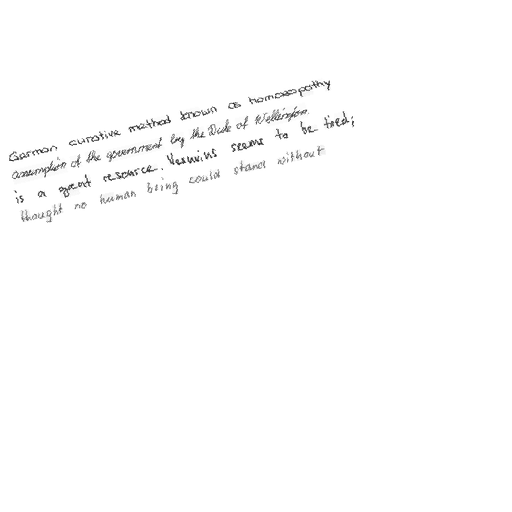 German curative method known as homoeopathy
assumption of the government by the Duke of Wellington.
is a great resource. Vesuvius seems to be tired;
thought no human being could stand without